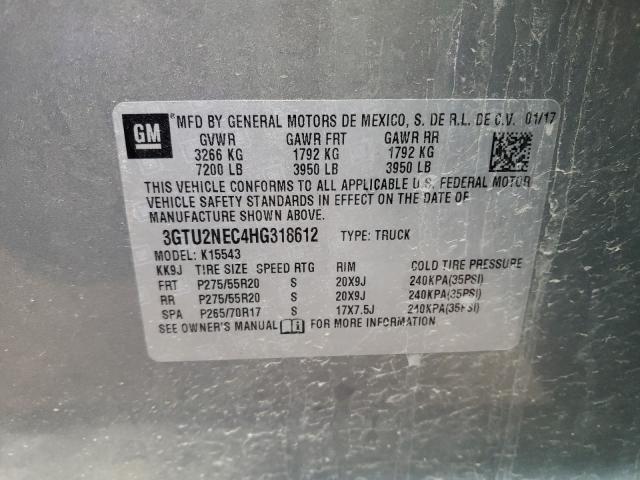 GM ®MFD BY GENERAL MOTORS DE MEXICO, S. DE R.L. DE C.V. 01/17
GVWR GAWR FRT GAWR RR
3266 KG 1792 KG 1792 KG
7200 LB 3950 LB 3950 LB
THIS VEHICLE CONFORMS TO ALL APPLICABLE U.S. FEDERAL MOTOR
VEHICLE SAFETY STANDARDS IN EFFECT ON THE DATE OF
MANUFACTURE SHOWN ABOVE.
3GTU2NEC4HG318612 TYPE: TRUCK
MODEL: K15543
KK9J TIRE SIZE SPEED RTG RIM COLD TIRE PRESSURE
FRT P275/55R20 S 20X9J 240KPA(35PSI)
RR P275/55R20 S 20X9J 240KPA(35PSI)
SPA P265/70R17 S 17X7.5J 240KPA(35PSI)
SEE OWNER'S MANUAL FOR MORE INFORMATION